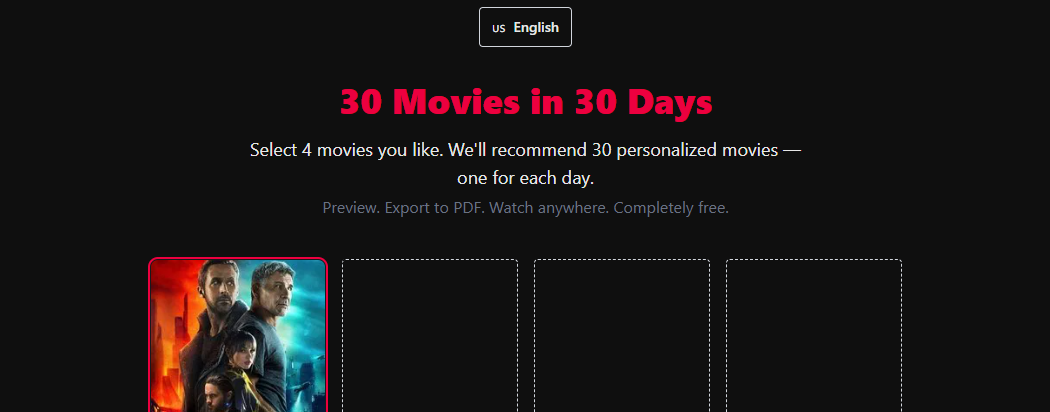 US English
30 Movies in 30 Days
Select 4 movies you like. We'll recommend 30 personalized movies —
one for each day.
Preview. Export to PDF. Watch anywhere. Completely free.